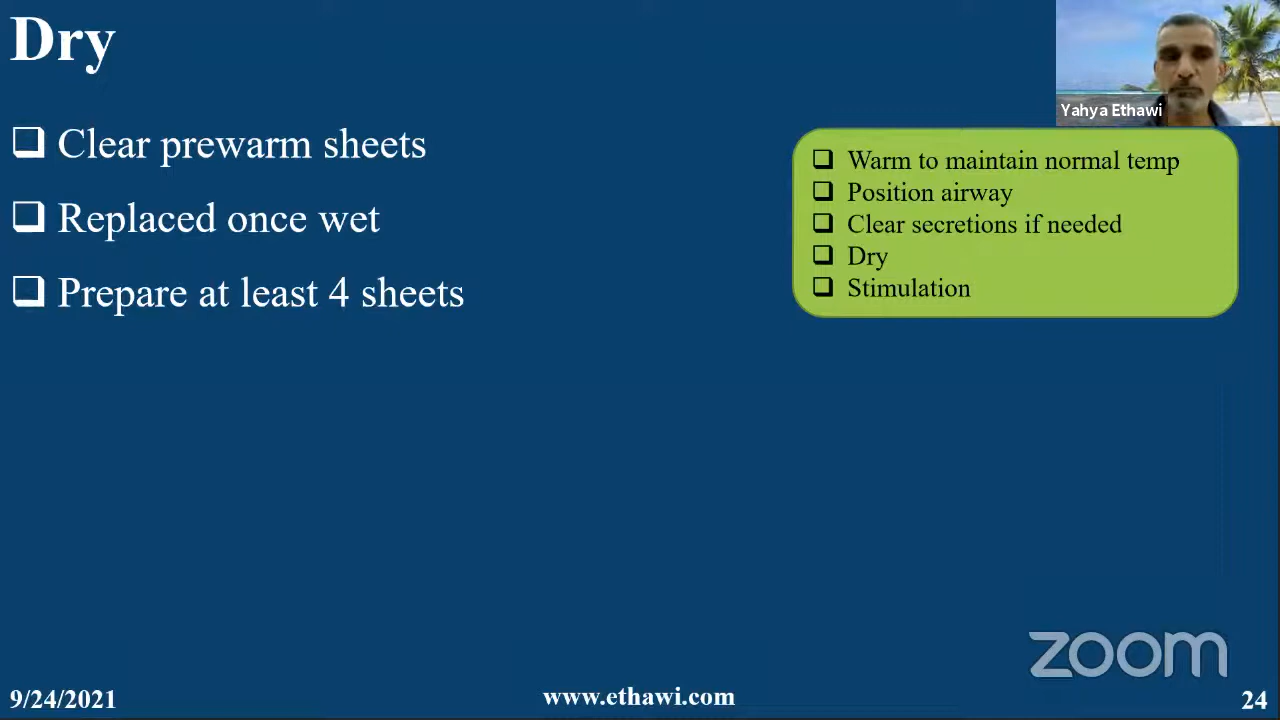 Dry
Yahya Ethawi
Clear prewarm sheets
Replaced once wet
Prepare at least 4 sheets
Warm to maintain normal temp
Position airway
Clear secretions if needed
Dry
Stimulation
zoom
9/24/2021
www.ethawi.com
24